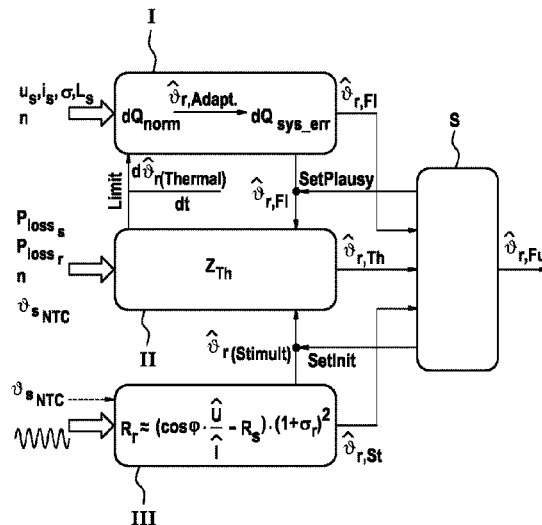 I
u_s,i_s,σ,L_s
n
dQ_norm
ϑ̂_r,Adapt.
dQ_sys_err
ϑ̂_r,Fl
S
Limit
dϑ̂_r(Thermal)
dt
ϑ̂_r,Fl
SetPlausy
P_loss_s
P_loss_r
n
ϑ_s NTC
Z_Th
ϑ̂_r,Th
ϑ̂_r,Fu
II
ϑ̂_r(Stimult)
SetInit
ϑ_s NTC
R_r ≈ (cosφ · Û/Î - R_s) · (1+σ_r)²
ϑ̂_r,St
III